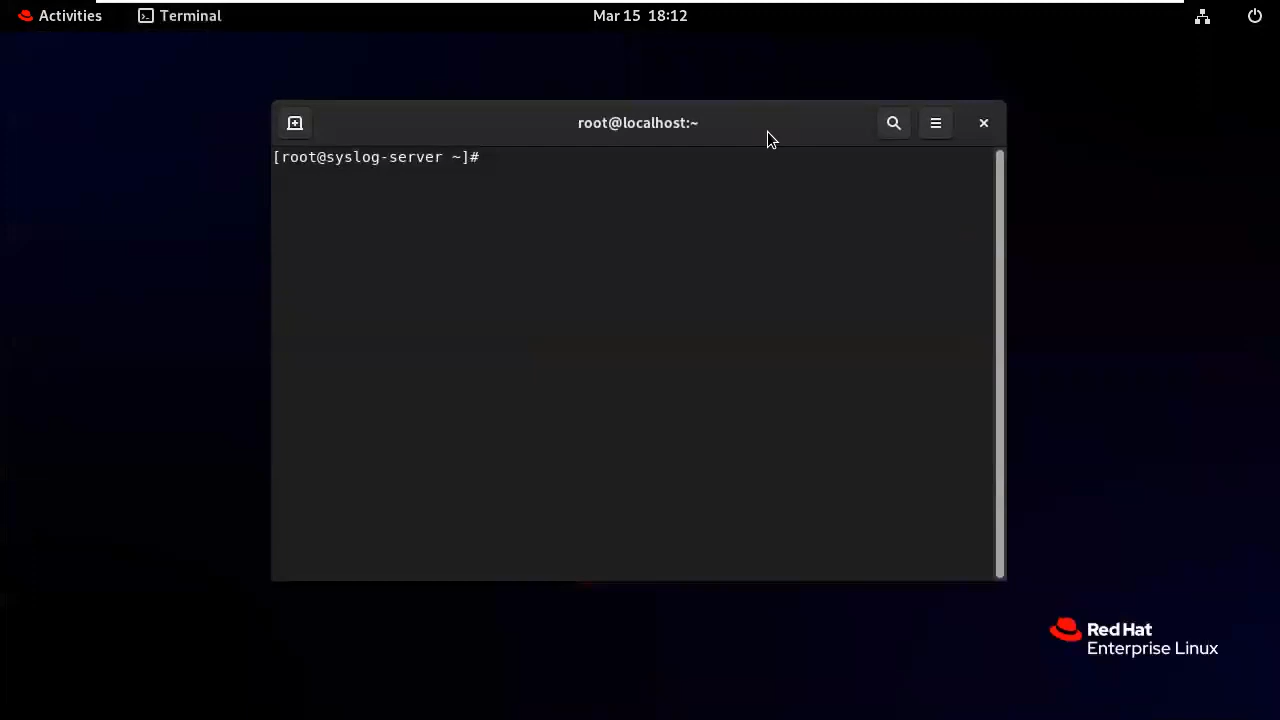 Activities
Terminal
Mar 15 18:12
root@localhost:~
[root@syslog-server ~]#
Red Hat
Enterprise Linux